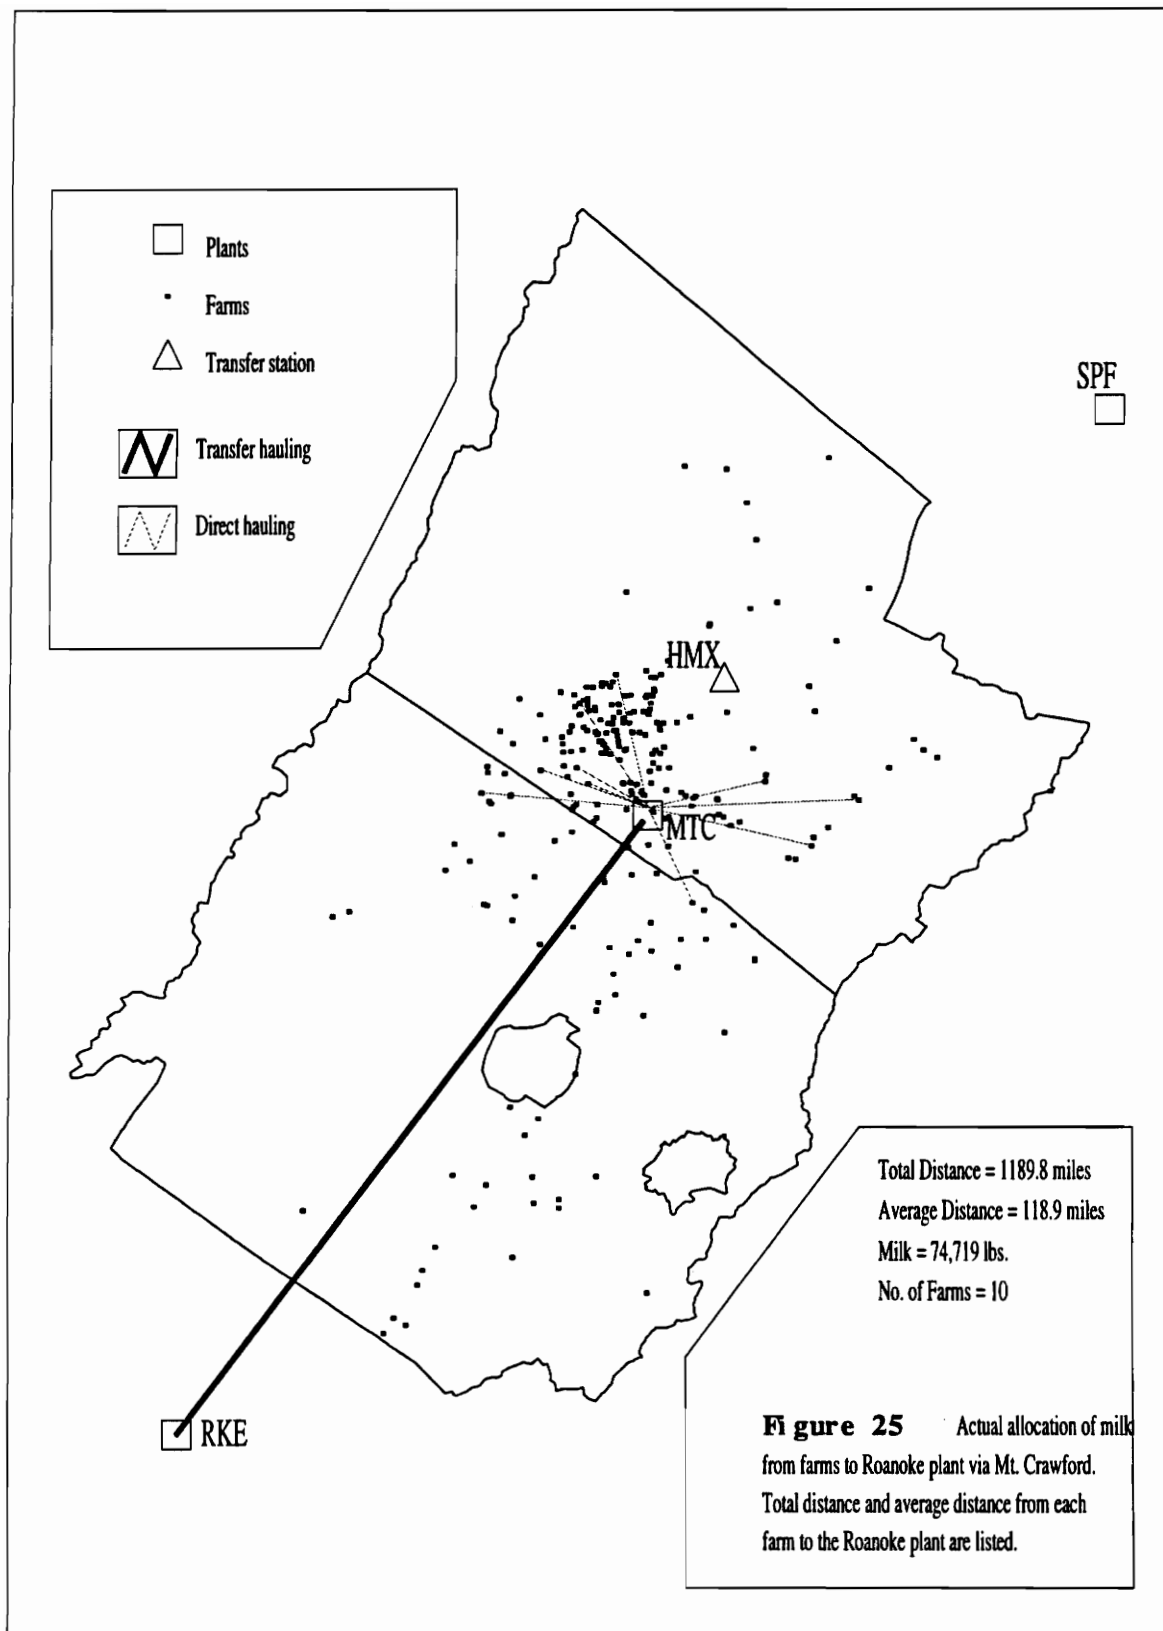 Plants
Farms
Transfer station
Transfer hauling
Direct hauling
SPF
HMX
MTC
RKE
Total Distance = 1189.8 miles
Average Distance = 118.9 miles
Milk = 74,719 lbs.
No. of Farms = 10
Figure 25 Actual allocation of milk
from farms to Roanoke plant via Mt. Crawford.
Total distance and average distance from each
farm to the Roanoke plant are listed.